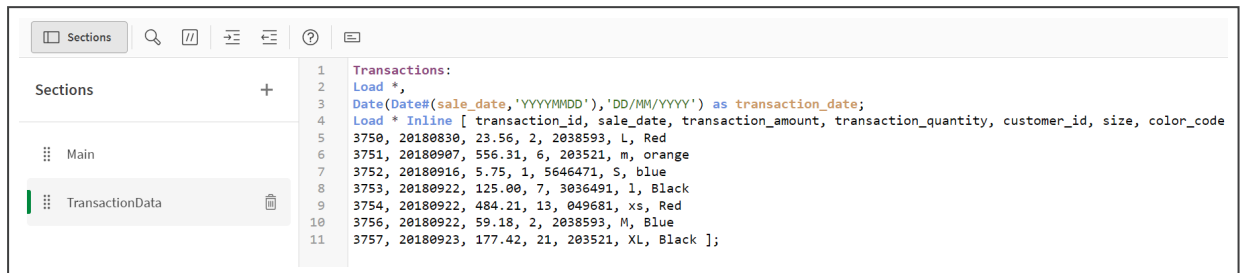 Sections
Sections
Main
TransactionData
1 Transactions:
2 Load *,
3 Date(Date#(sale_date,'YYYYMMDD'),'DD/MM/YYYY') as transaction_date;
4 Load * Inline [ transaction_id, sale_date, transaction_amount, transaction_quantity, customer_id, size, color_code
5 3750, 20180830, 23.56, 2, 2038593, L, Red
6 3751, 20180907, 556.31, 6, 203521, m, orange
7 3752, 20180916, 5.75, 1, 5646471, S, blue
8 3753, 20180922, 125.00, 7, 3036491, l, Black
9 3754, 20180922, 484.21, 13, 049681, xs, Red
10 3756, 20180922, 59.18, 2, 2038593, M, Blue
11 3757, 20180923, 177.42, 21, 203521, XL, Black ];